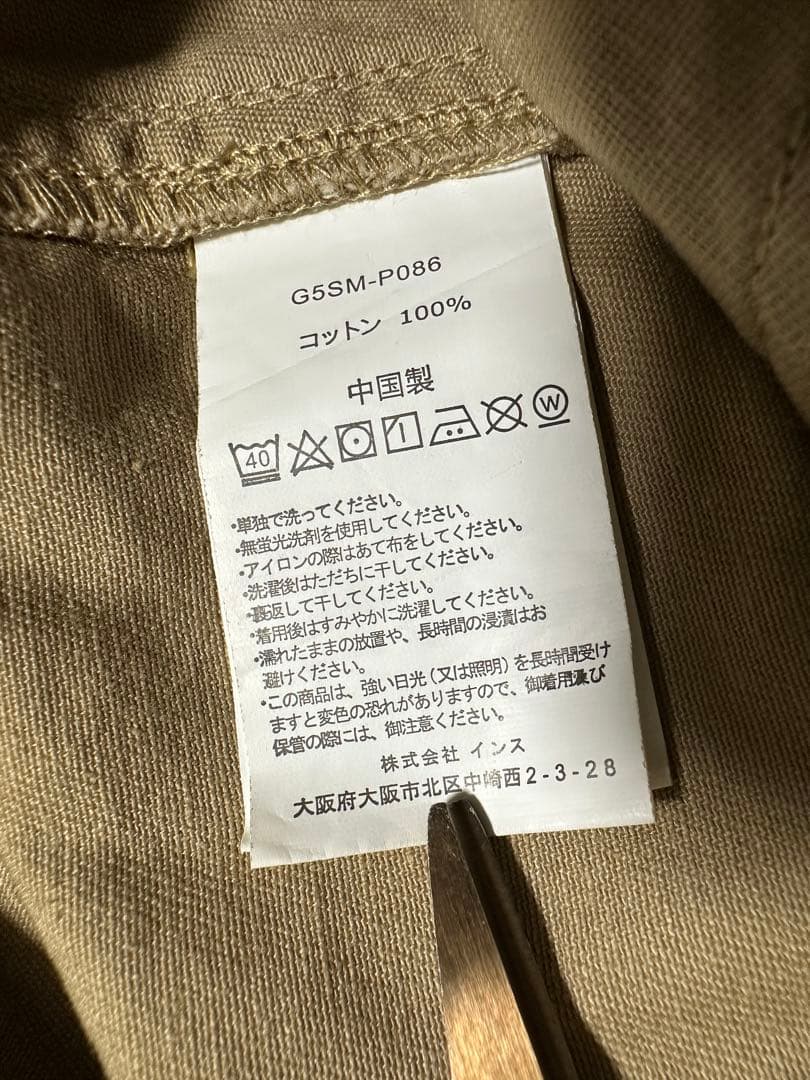 G5SM-P086
コットン 100%
中国製
40 W
・単独で洗ってください。
・無蛍光洗剤を使用してください。
・アイロンの際はあて布をしてください。
・洗濯後はただちに干してください。
・裏返して干してください。
・着用後はすみやかに洗濯してください。
・濡れたままの放置や、長時間の浸漬はお
避けください。
・この商品は、強い日光(又は照明)を長時間受け
ますと変色の恐れがありますので、御着用及び
保管の際には、御注意ください。
株式会社 インス
大阪府大阪市北区中崎西2-3-28